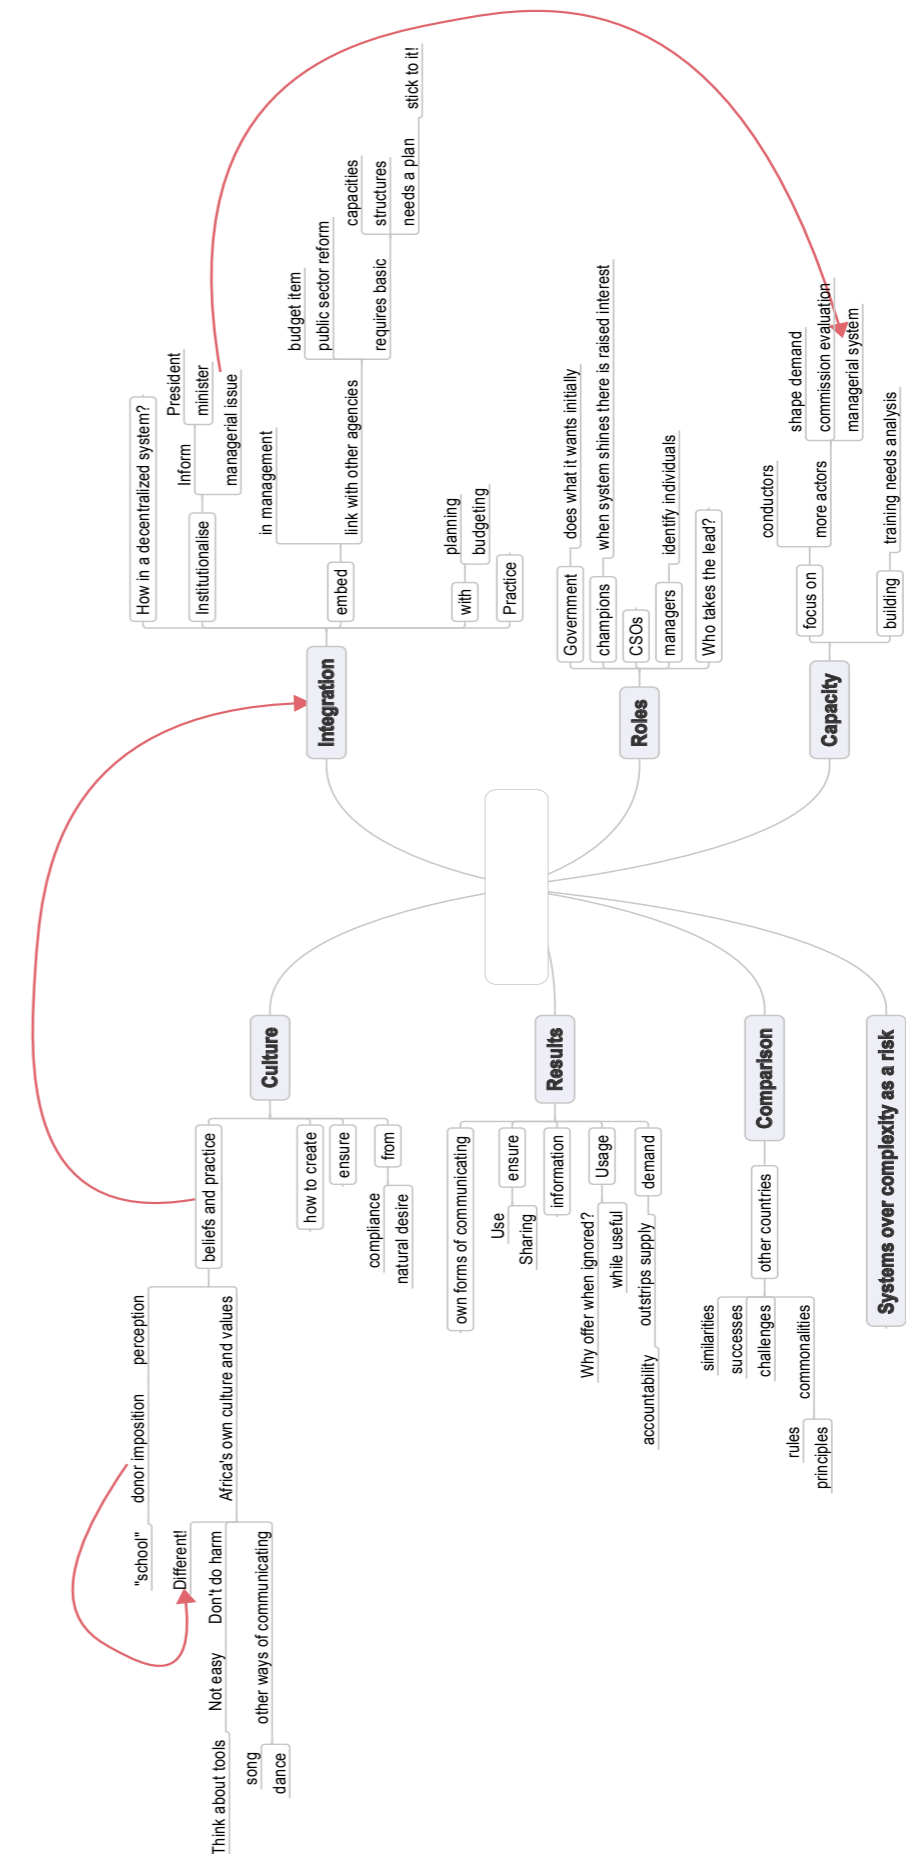 Culture
beliefs and practice
perception
donor imposition
"school"
Africa's own culture and values
Different!
Don't do harm
Not easy
Think about tools
other ways of communicating
song
dance
how to create
ensure
from
compliance
natural desire
Results
own forms of communicating
ensure
Use
Sharing
information
Usage
Why offer when ignored?
while useful
demand
outstrips supply
accountability
Comparison
other countries
similarities
successes
challenges
commonalities
rules
principles
Systems over complexity as a risk
Integration
How in a decentralized system?
Institutionalise
Inform
President
minister
managerial issue
embed
in management
link with other agencies
budget item
public sector reform
requires basic
capacities
structures
needs a plan
stick to it!
with
planning
budgeting
Practice
Roles
Government
does what it wants initially
champions
when system shines there is raised interest
CSOs
managers
identify individuals
Who takes the lead?
Capacity
focus on
conductors
more actors
shape demand
commission evaluation
managerial system
building
training needs analysis